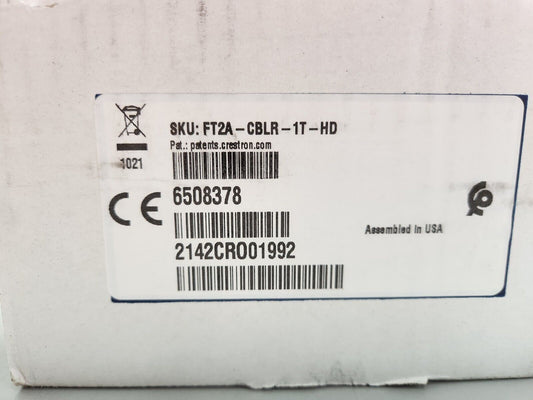 SKU: FT2A-CBLR-1T-HD
Pat.: patents.crestron.com
1021
6508378
Assembled in USA
2142CRO01992